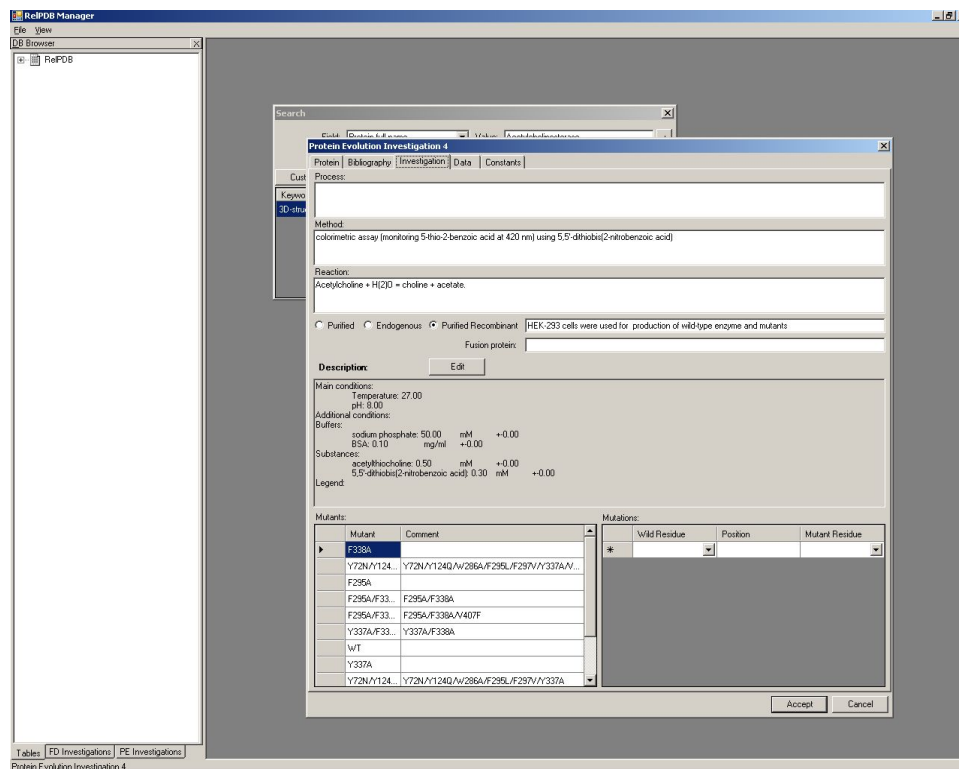 RelPDB Manager
File View
DB Browser
RelPDB
Search
Field: Protein full name Value: Acetylcholinesterase
Protein Evolution Investigation 4
Protein Bibliography Investigation Data Constants
Cust
Keywo
3D-stru
Process:
Method:
colorimetric assay (monitoring 5-thio-2-benzoic acid at 420 nm) using 5,5'-dithiobis(2-nitrobenzoic acid)
Reaction:
Acetylcholine + H(2)O = choline + acetate.
Purified Endogenous Purified Recombinant HEK-293 cells were used for production of wild-type enzyme and mutants
Fusion protein:
Description: Edit
Main conditions:
Temperature: 27.00
pH: 8.00
Additional conditions:
Buffers:
sodium phosphate: 50.00 mM +-0.00
BSA: 0.10 mg/ml +-0.00
Substances:
acetylthiocholine: 0.50 mM +-0.00
5,5'-dithiobis(2-nitrobenzoic acid): 0.30 mM +-0.00
Legend:
Mutants: Mutations:
Mutant Comment Wild Residue Position Mutant Residue
F338A
Y72N/Y124... Y72N/Y124Q/W286A/F295L/F297V/Y337A/V...
F295A
F295A/F33... F295A/F338A
F295A/F33... F295A/F338A/V407F
Y337A/F33... Y337A/F338A
WT
Y337A
Y72N/Y124... Y72N/Y124Q/W286A/F295L/F297V/Y337A
Accept Cancel
Tables FD Investigations PE Investigations
Protein Evolution Investigation 4